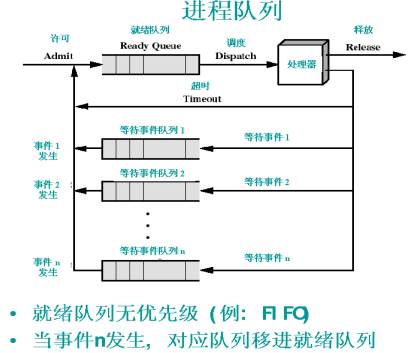 进程队列
许可
就绪队列
调度
释放
Admit
Ready Queue
Dispatch
处理器
Release
超时
Timeout
等待事件队列 1
等待事件 1
事件 1
发生
等待事件队列 2
等待事件 2
事件 2
发生
等待事件队列 n
等待事件 n
事件 n
发生
• 就绪队列无优先级（例：FIFO)
• 当事件n发生，对应队列移进就绪队列